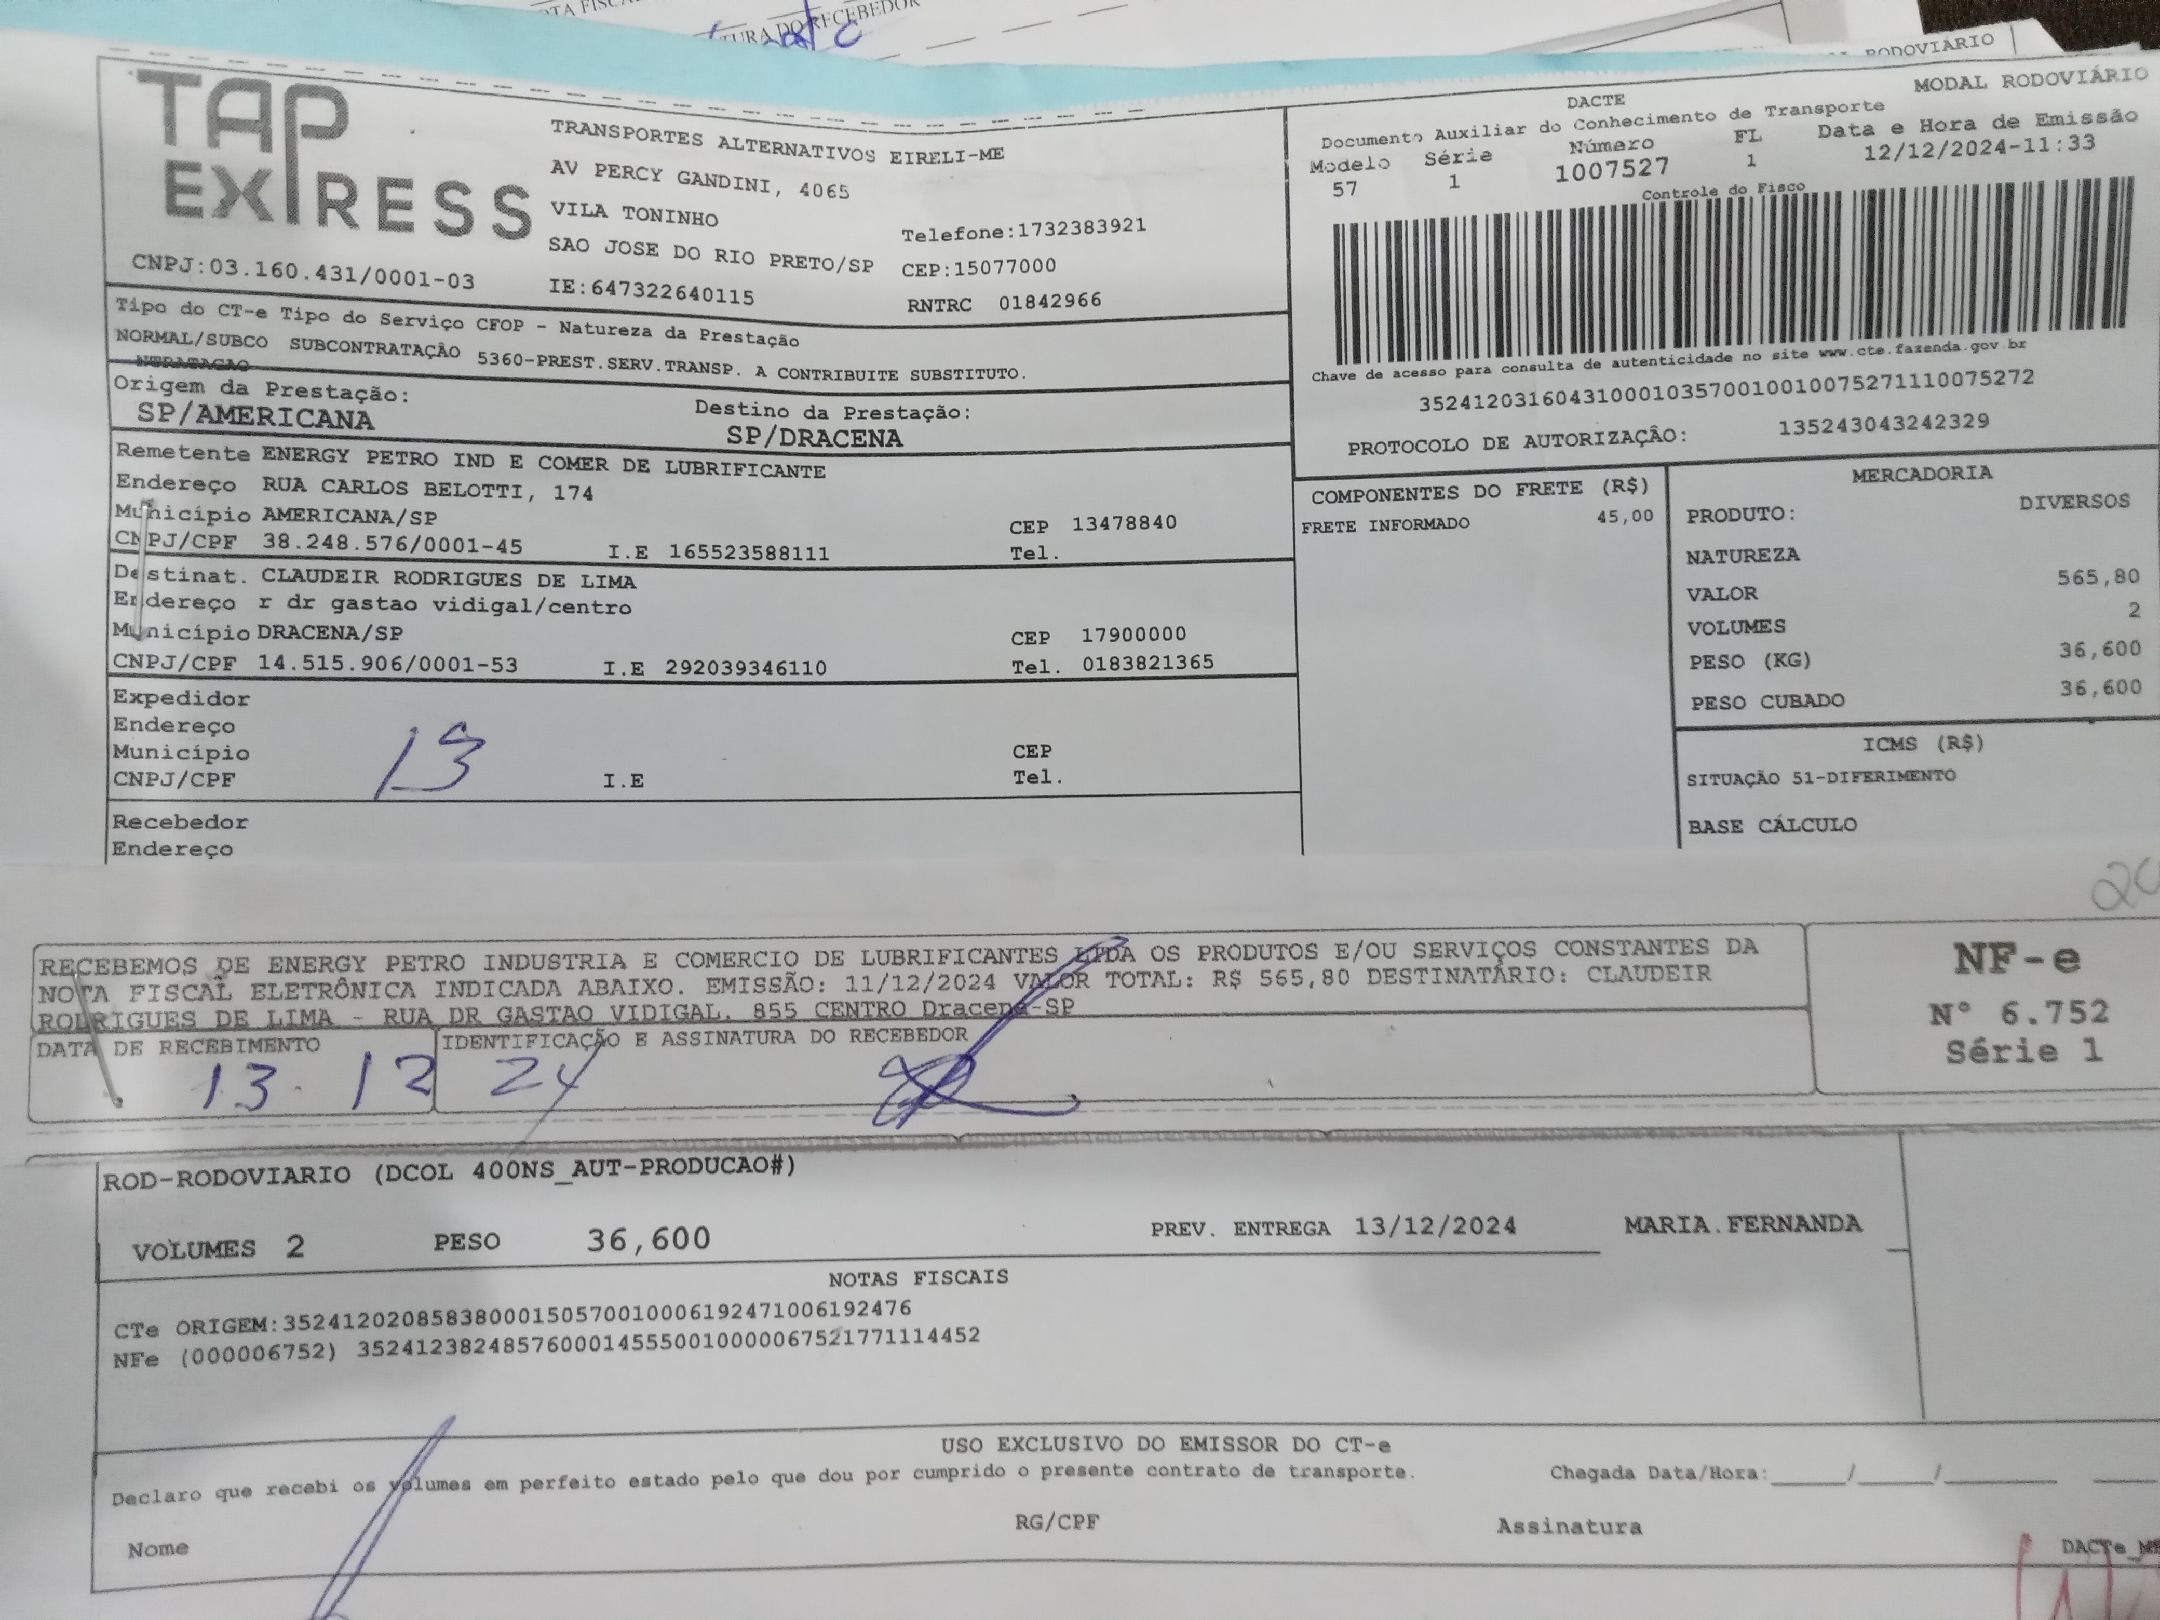 TURA DO RECEBEDOR
RODOVIÁRIO
TAP EXPRESS
TRANSPORTES ALTERNATIVOS EIRELI-ME
AV PERCY GANDINI, 4065
VILA TONINHO
Telefone:1732383921
SAO JOSE DO RIO PRETO/SP CEP:15077000
CNPJ:03.160.431/0001-03 IE:647322640115 RNTRC 01842966
MODAL RODOVIÁRIO
DACTE
Documento Auxiliar do Conhecimento de Transporte
Modelo Série Número FL Data e Hora de Emissão
57 1 1007527 1 12/12/2024-11:33
Controle do Fisco
Chave de acesso para consulta de autenticidade no site www.cte.fazenda.gov.br
35241203160431000103570010010075271110075272
PROTOCOLO DE AUTORIZAÇÃO: 135243043242329
Tipo do CT-e Tipo do Serviço CFOP - Natureza da Prestação
NORMAL/SUBCO SUBCONTRATAÇÃO 5360-PREST.SERV.TRANSP. A CONTRIBUITE SUBSTITUTO.
NTRATACAO
Origem da Prestação: Destino da Prestação:
SP/AMERICANA SP/DRACENA
Remetente ENERGY PETRO IND E COMER DE LUBRIFICANTE
Endereço RUA CARLOS BELOTTI, 174
Município AMERICANA/SP CEP 13478840
CNPJ/CPF 38.248.576/0001-45 I.E 165523588111 Tel.
Destinat. CLAUDEIR RODRIGUES DE LIMA
Endereço r dr gastao vidigal/centro
Município DRACENA/SP CEP 17900000
CNPJ/CPF 14.515.906/0001-53 I.E 292039346110 Tel. 0183821365
Expedidor
Endereço
Município CEP
CNPJ/CPF I.E Tel.
13
Recebedor
Endereço
COMPONENTES DO FRETE (R$)
FRETE INFORMADO 45,00
MERCADORIA
PRODUTO: DIVERSOS
NATUREZA
VALOR 565,80
VOLUMES 2
PESO (KG) 36,600
PESO CUBADO 36,600
ICMS (R$)
SITUAÇÃO 51-DIFERIMENTO
BASE CÁLCULO
RECEBEMOS DE ENERGY PETRO INDUSTRIA E COMERCIO DE LUBRIFICANTES LTDA OS PRODUTOS E/OU SERVIÇOS CONSTANTES DA
NOTA FISCAL ELETRÔNICA INDICADA ABAIXO. EMISSÃO: 11/12/2024 VALOR TOTAL: R$ 565,80 DESTINATÁRIO: CLAUDEIR
RODRIGUES DE LIMA - RUA DR GASTAO VIDIGAL, 855 CENTRO Dracena-SP
DATA DE RECEBIMENTO IDENTIFICAÇÃO E ASSINATURA DO RECEBEDOR
13 12 24
NF-e
N° 6.752
Série 1
ROD-RODOVIARIO (DCOL 400NS_AUT-PRODUCAO#)
VOLUMES 2 PESO 36,600 PREV. ENTREGA 13/12/2024 MARIA.FERNANDA
NOTAS FISCAIS
CTe ORIGEM:35241202085838000150570010006192471006192476
NFe (000006752) 35241238248576000145550010000067521771114452
USO EXCLUSIVO DO EMISSOR DO CT-e
Declaro que recebi os volumes em perfeito estado pelo que dou por cumprido o presente contrato de transporte. Chegada Data/Hora:____/____/____
Nome RG/CPF Assinatura